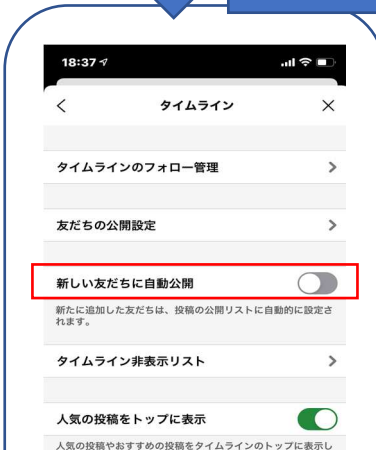 18:37
タイムライン
タイムラインのフォロー管理
友だちの公開設定
新しい友だちに自動公開
新たに追加した友だちは、投稿の公開リストに自動的に設定さ
れます。
タイムライン非表示リスト
人気の投稿をトップに表示
人気の投稿やおすすめの投稿をタイムラインのトップに表示し